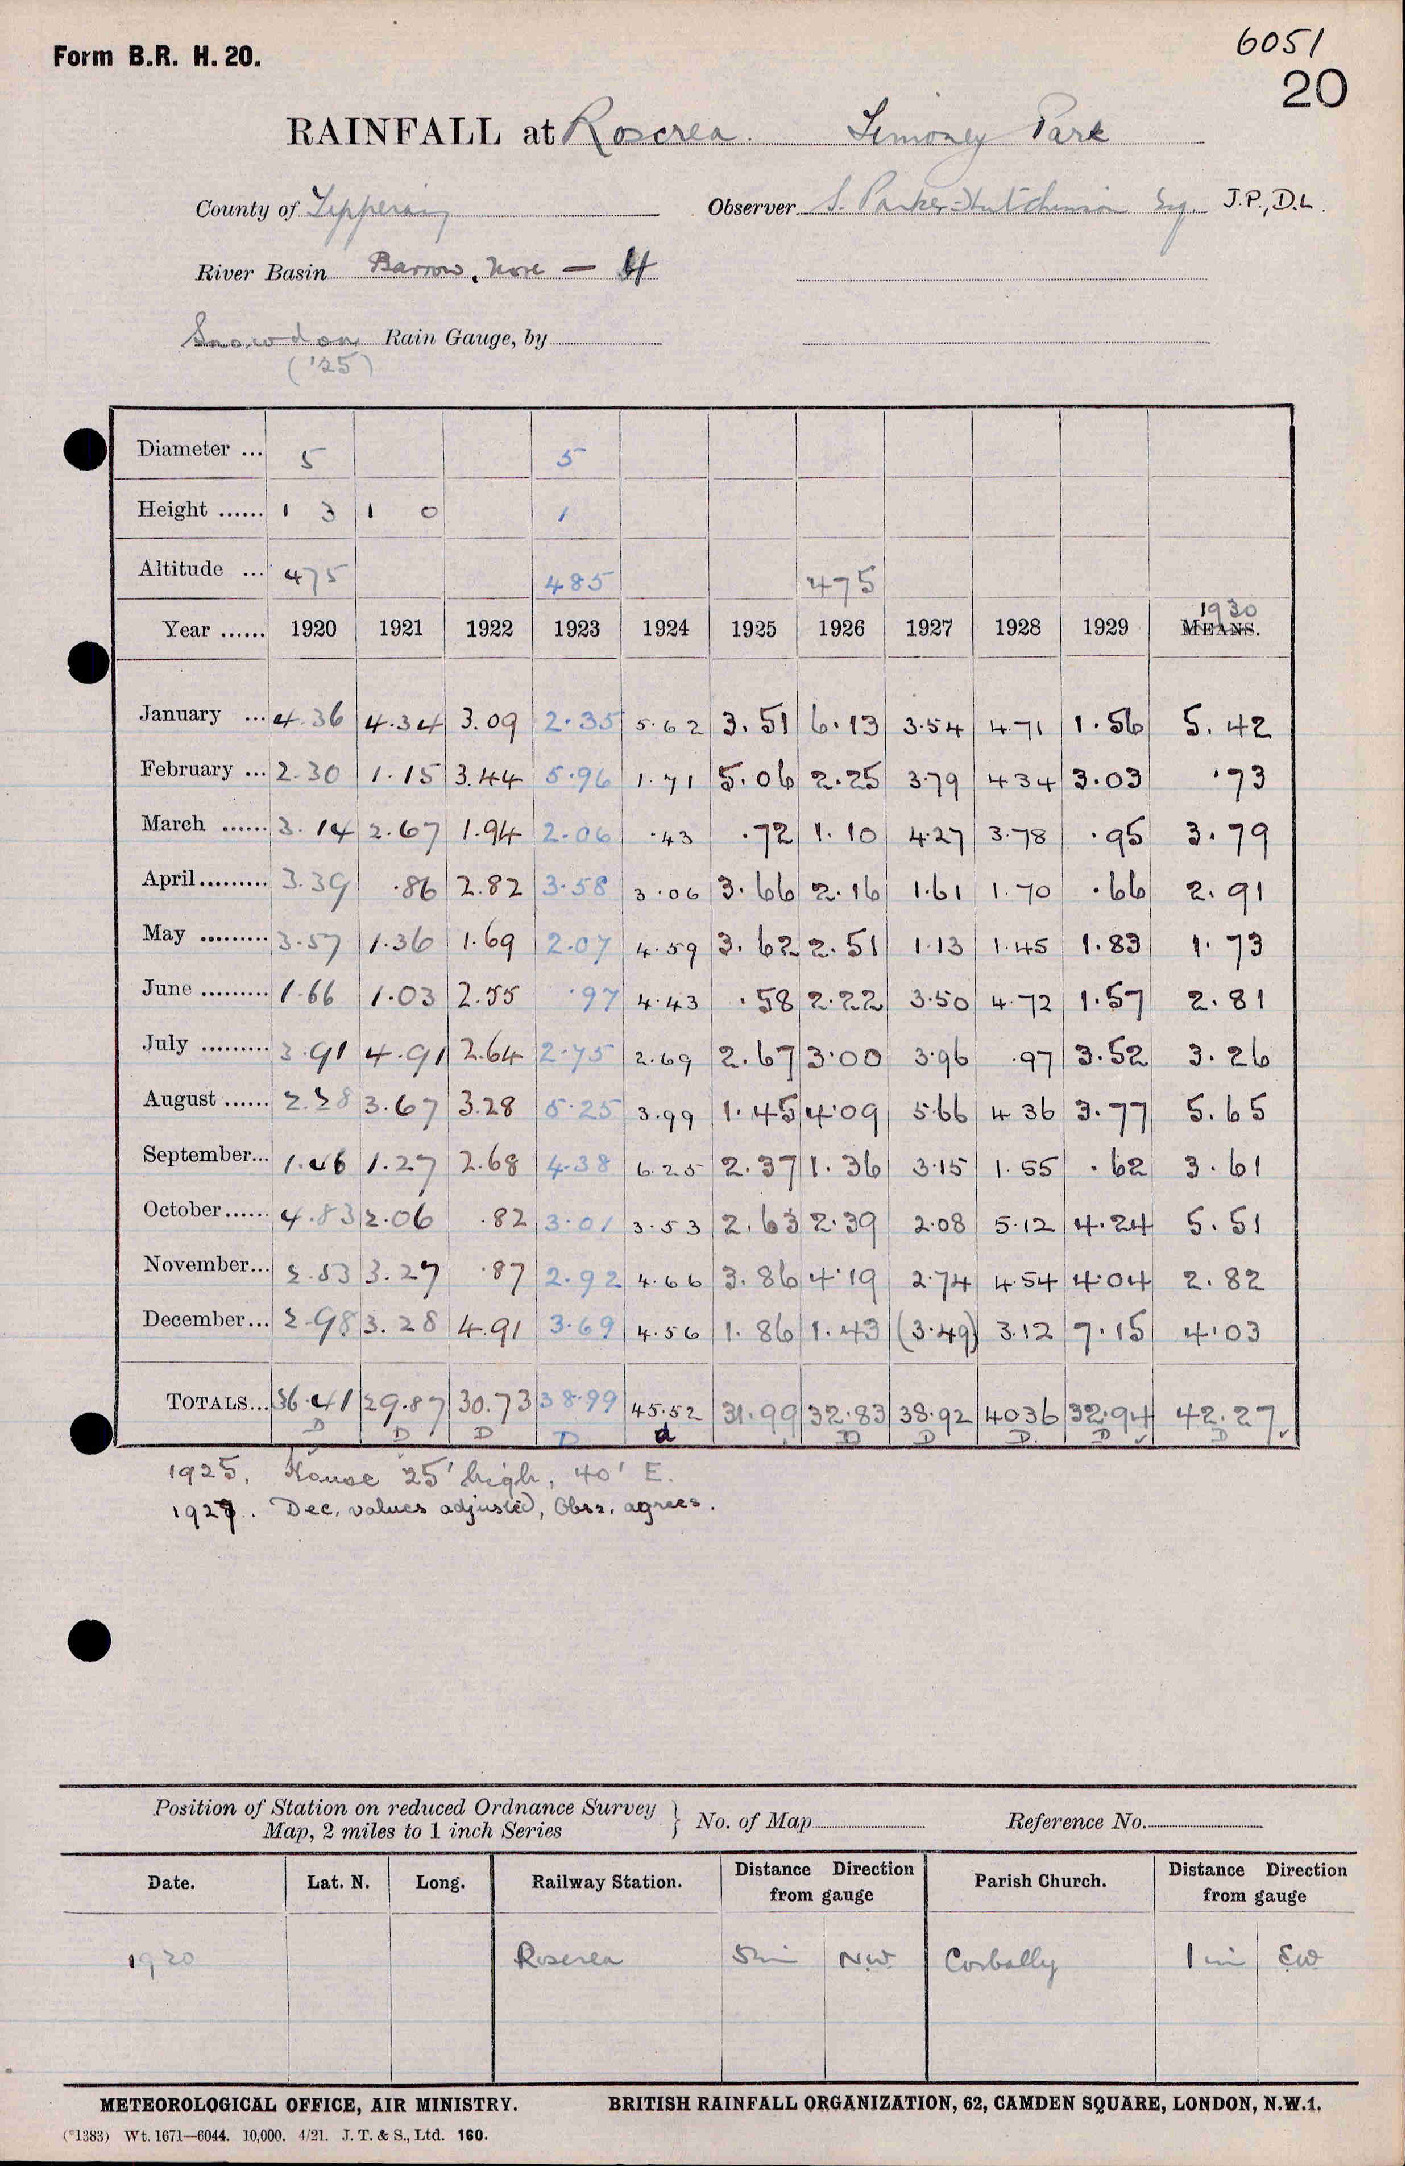 Form B.R. H. 20.
6051
20
RAINFALL at Roscrea. Timoney Park
County of Tipperary Observer S. Parker-Hutchinson Esq. J.P., D.L.
River Basin Barrow, Nore — 4
Snowdon Rain Gauge, by
('25)
Diameter ... 5 5
Height ...... 1 3 1 0 1
Altitude ... 475 485 475
Year ...... 1920 1921 1922 1923 1924 1925 1926 1927 1928 1929 1930 MEANS.
January ... 4.36 4.34 3.09 2.35 5.62 3.51 6.13 3.54 4.71 1.56 5.42
February ... 2.30 1.15 3.44 5.96 1.71 5.06 2.25 3.79 4.34 3.03 .73
March ...... 3.14 2.67 1.94 2.06 .43 .72 1.10 4.27 3.78 .95 3.79
April ......... 3.39 .86 2.82 3.58 3.06 3.66 2.16 1.61 1.70 .66 2.91
May ......... 3.57 1.36 1.69 2.07 4.59 3.62 2.51 1.13 1.45 1.83 1.73
June ......... 1.66 1.03 2.55 .97 4.43 .58 2.22 3.50 4.72 1.57 2.81
July ......... 3.91 4.91 2.64 2.75 2.69 2.67 3.00 3.96 .97 3.52 3.26
August ...... 2.28 3.67 3.28 5.25 3.99 1.45 4.09 5.66 4.36 3.77 5.65
September... 1.46 1.27 2.68 4.38 6.25 2.37 1.36 3.15 1.55 .62 3.61
October ...... 4.83 2.06 .82 3.01 3.53 2.63 2.39 2.08 5.12 4.24 5.51
November... 2.53 3.27 .87 2.92 4.66 3.86 4.19 2.74 4.54 4.04 2.82
December ... 2.98 3.28 4.91 3.69 4.56 1.86 1.43 (3.49) 3.12 7.15 4.03
TOTALS... 36.41 29.87 30.73 38.99 45.52 31.99 32.83 38.92 40.36 32.94 42.27
D D D D d D D D D D
1925. House 25' high, 40' E.
1927. Dec. values adjusted, Obsr. agrees.
Position of Station on reduced Ordnance Survey
Map, 2 miles to 1 inch Series } No. of Map Reference No.
Date. Lat. N. Long. Railway Station. Distance Direction from gauge Parish Church. Distance Direction from gauge
1920 Roscrea 5mi NW Corbally 1 mi SW
METEOROLOGICAL OFFICE, AIR MINISTRY. BRITISH RAINFALL ORGANIZATION, 62, CAMDEN SQUARE, LONDON, N.W.1.
(*1383) Wt. 1671—6044. 10,000. 4/21. J. T. & S., Ltd. 160.